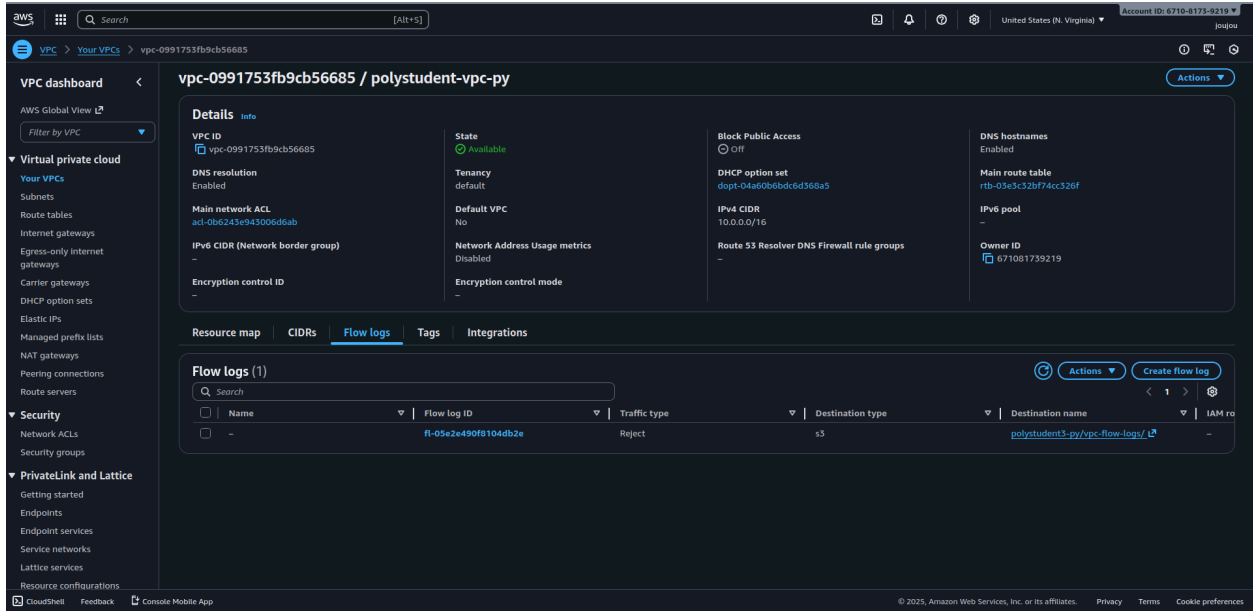 aws
Search [Alt+S]
United States (N. Virginia)
Account ID: 6710-8173-9219
joujou
VPC > Your VPCs > vpc-0991753fb9cb56685
VPC dashboard
AWS Global View
Filter by VPC
Virtual private cloud
Your VPCs
Subnets
Route tables
Internet gateways
Egress-only internet
gateways
Carrier gateways
DHCP option sets
Elastic IPs
Managed prefix lists
NAT gateways
Peering connections
Route servers
Security
Network ACLs
Security groups
PrivateLink and Lattice
Getting started
Endpoints
Endpoint services
Service networks
Lattice services
Resource configurations
vpc-0991753fb9cb56685 / polystudent-vpc-py
Actions
Details Info
VPC ID
vpc-0991753fb9cb56685
State
Available
Block Public Access
Off
DNS hostnames
Enabled
DNS resolution
Enabled
Tenancy
default
DHCP option set
dopt-04a60b6bdc6d368a5
Main route table
rtb-03e3c32bf74cc326f
Main network ACL
acl-0b6243e943006d6ab
Default VPC
No
IPv4 CIDR
10.0.0.0/16
IPv6 pool
–
IPv6 CIDR (Network border group)
–
Network Address Usage metrics
Disabled
Route 53 Resolver DNS Firewall rule groups
–
Owner ID
671081739219
Encryption control ID
–
Encryption control mode
–
Resource map CIDRs Flow logs Tags Integrations
Flow logs (1)
Actions Create flow log
Search
< 1 >
Name Flow log ID Traffic type Destination type Destination name IAM ro
– fl-05e2e490f8104db2e Reject s3 polystudent3-py/vpc-flow-logs/ –
CloudShell Feedback Console Mobile App
© 2025, Amazon Web Services, Inc. or its affiliates. Privacy Terms Cookie preferences